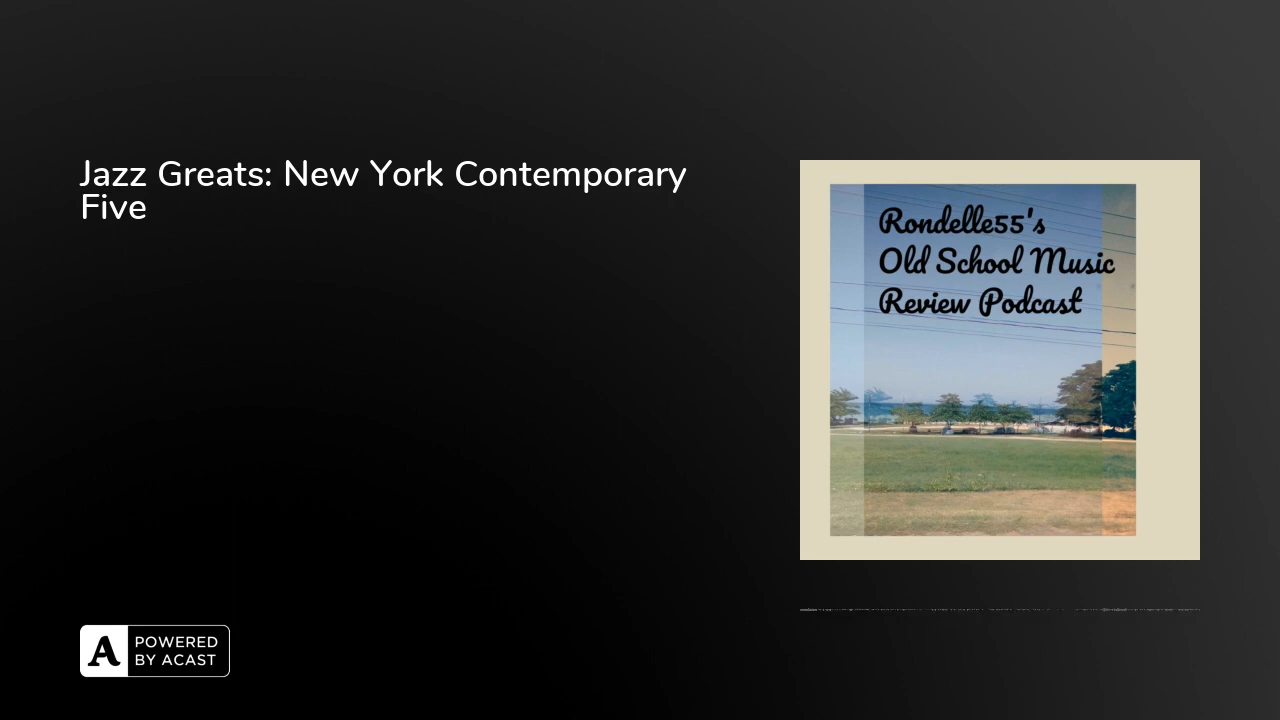 Jazz Greats: New York Contemporary
Five
Rondelle55's
Old School Music
Review Podcast
A POWERED
BY ACAST